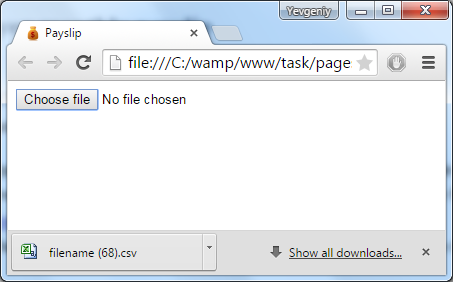 Yevgeniy
Payslip
file:///C:/wamp/www/task/page
Choose file No file chosen
filename (68).csv
Show all downloads...